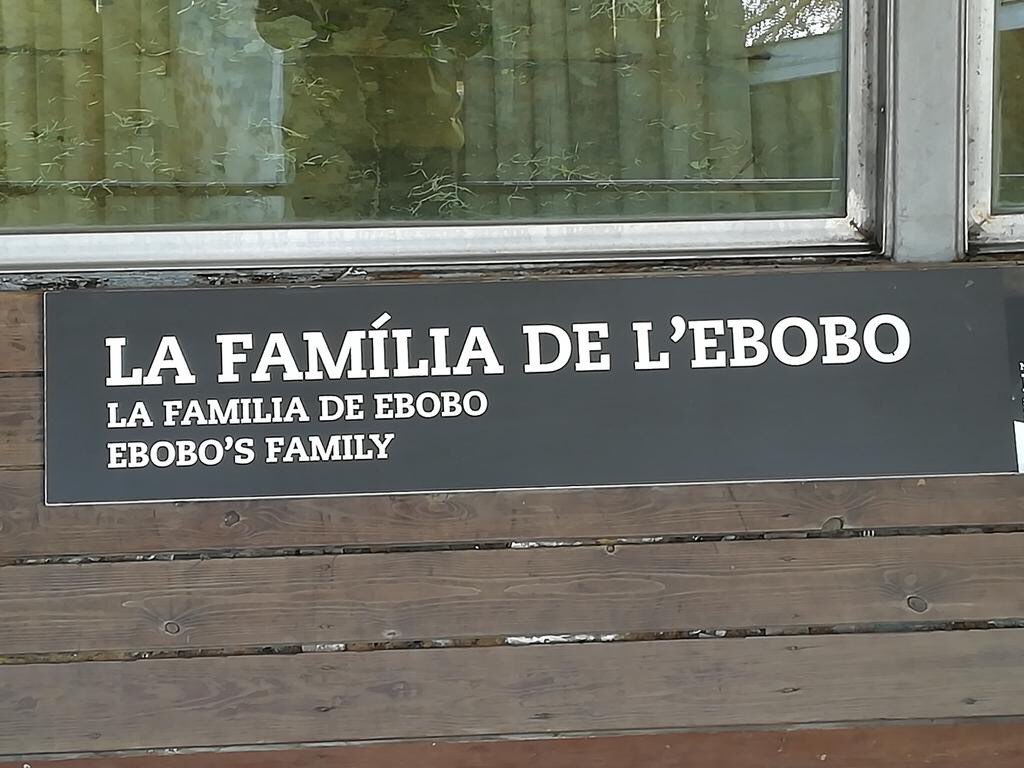 LA FAMÍLIA DE L'EBOBO
LA FAMILIA DE EBOBO
EBOBO'S FAMILY